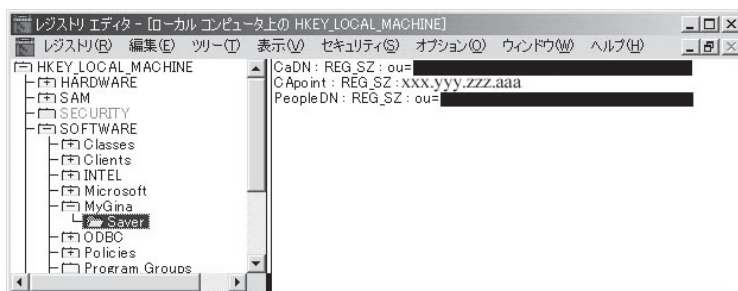 レジストリ エディタ - [ローカル コンピュータ上の HKEY_LOCAL_MACHINE]
レジストリ(R) 編集(E) ツリー(T) 表示(V) セキュリティ(S) オプション(O) ウィンドウ(W) ヘルプ(H)
HKEY_LOCAL_MACHINE
HARDWARE
SAM
SECURITY
SOFTWARE
Classes
Clients
INTEL
Microsoft
MyGina
Saver
ODBC
Policies
Program Groups
CaDN : REG_SZ : ou=
CApoint : REG_SZ : xxx.yyy.zzz.aaa
PeopleDN : REG_SZ : ou=